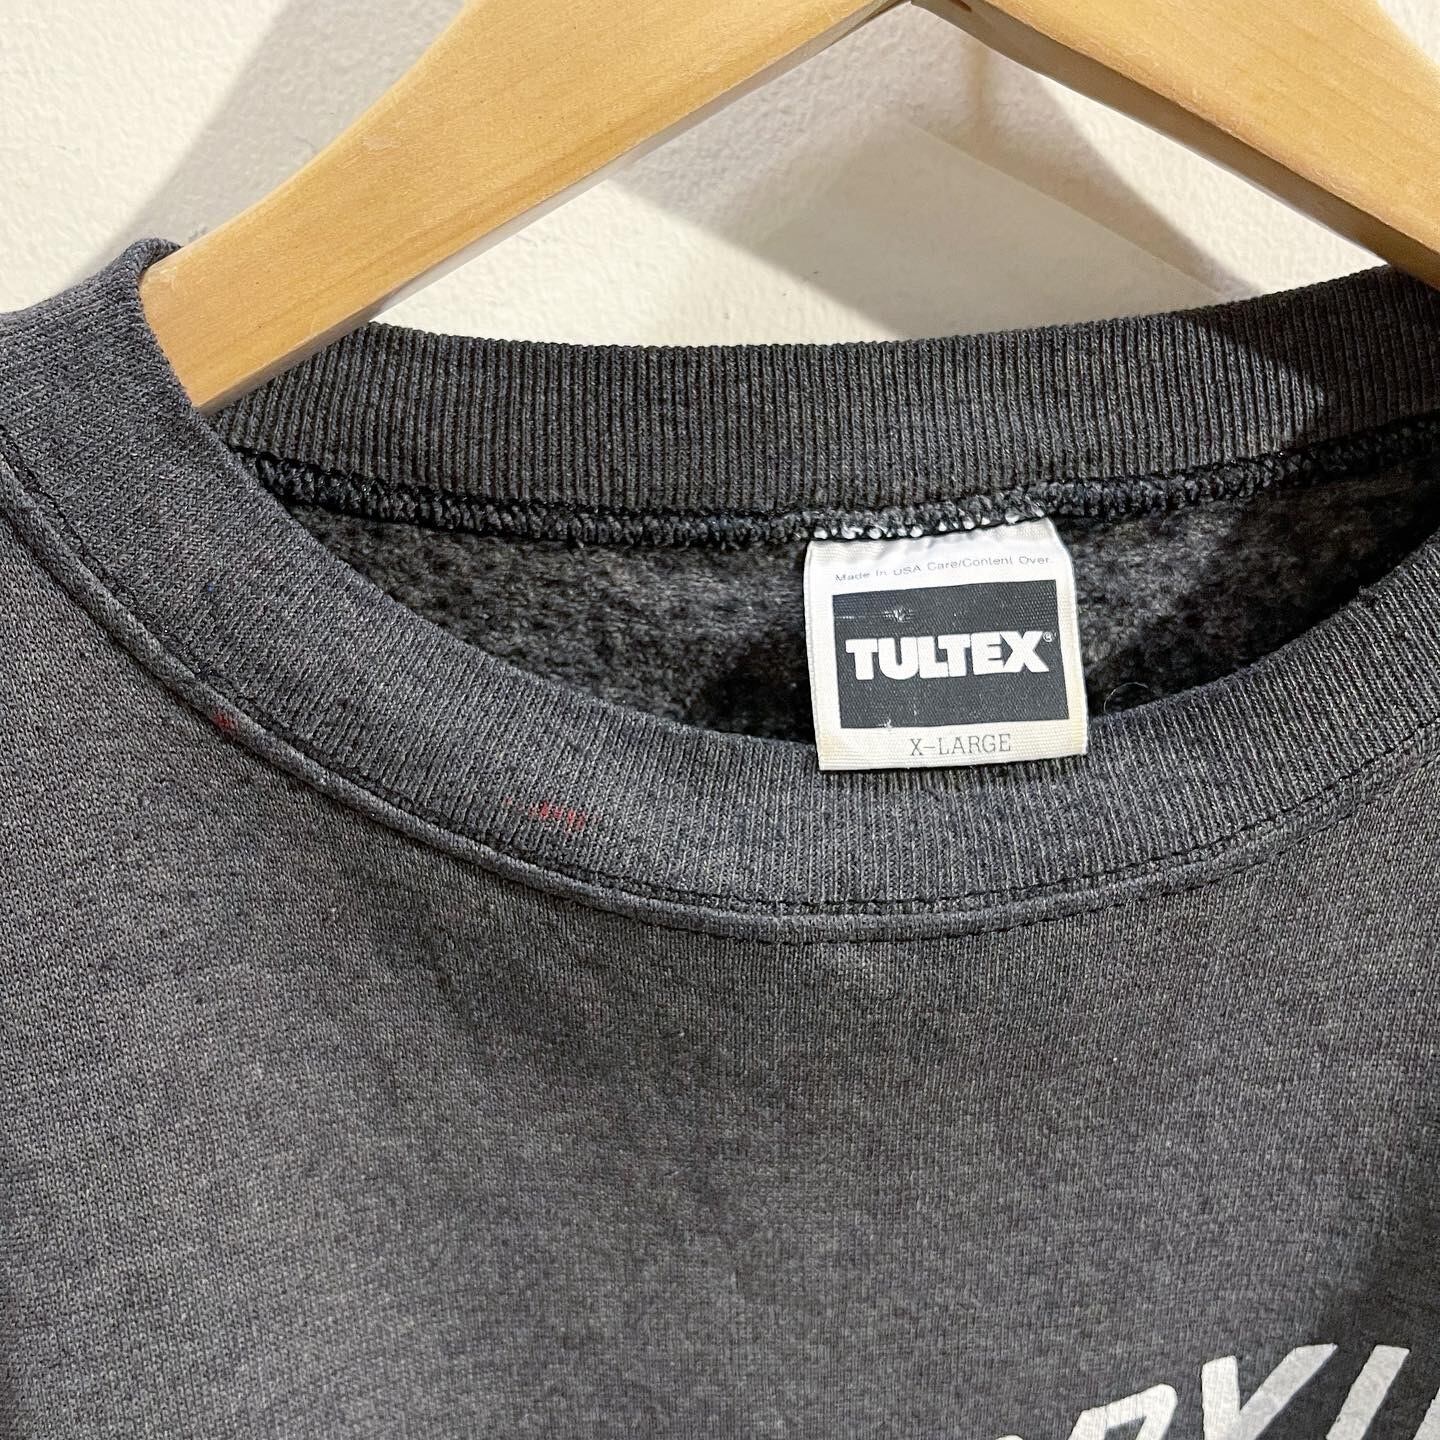 Made in USA Care/Content Over.
TULTEX®
X-LARGE